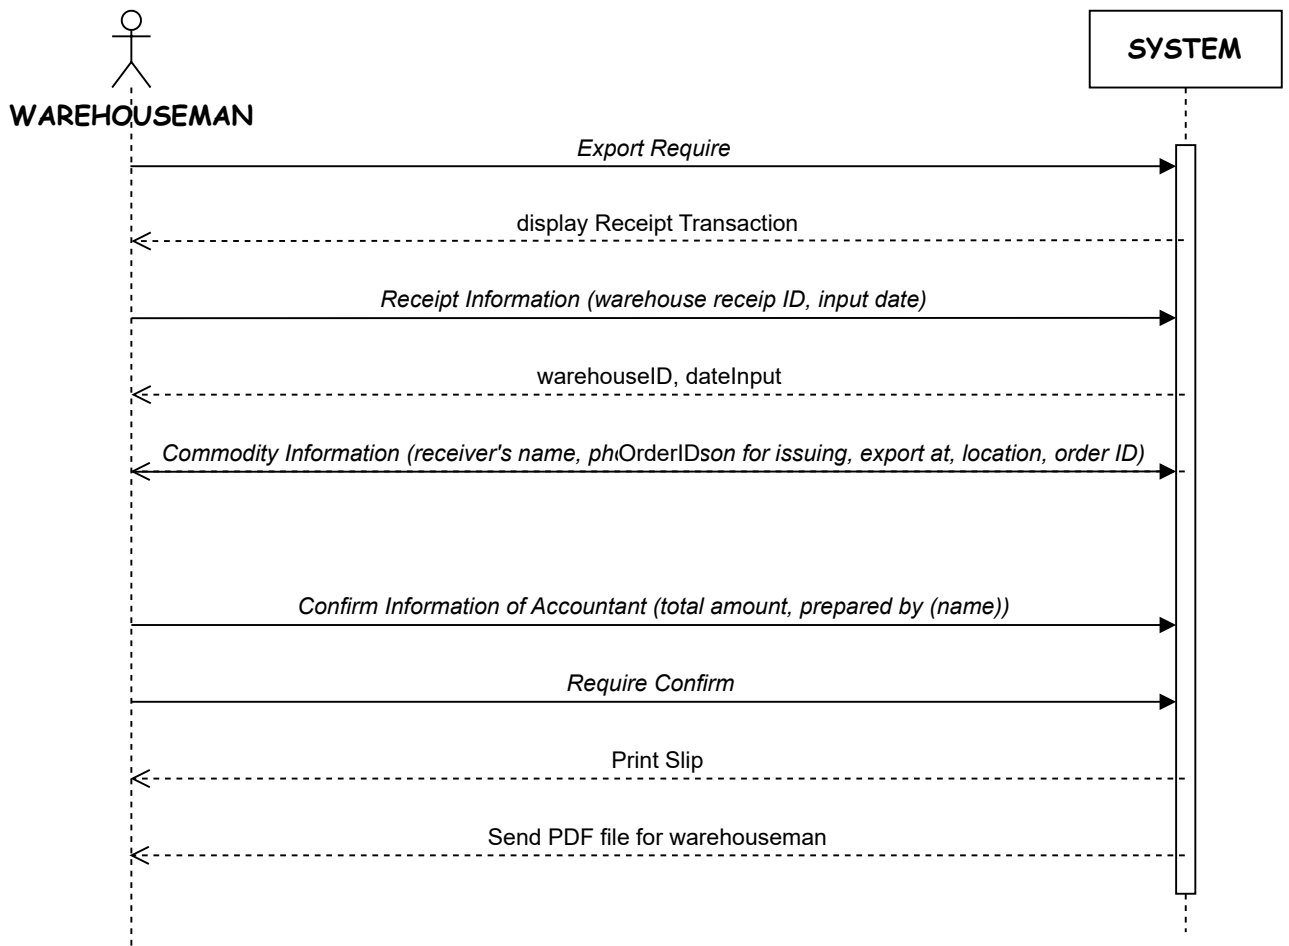 WAREHOUSEMAN
SYSTEM
Export Require
display Receipt Transaction
Receipt Information (warehouse receip ID, input date)
warehouseID, dateInput
Commodity Information (receiver's name, for issuing, export at, location, order ID)
OrderID
Confirm Information of Accountant (total amount, prepared by (name))
Require Confirm
Print Slip
Send PDF file for warehouseman